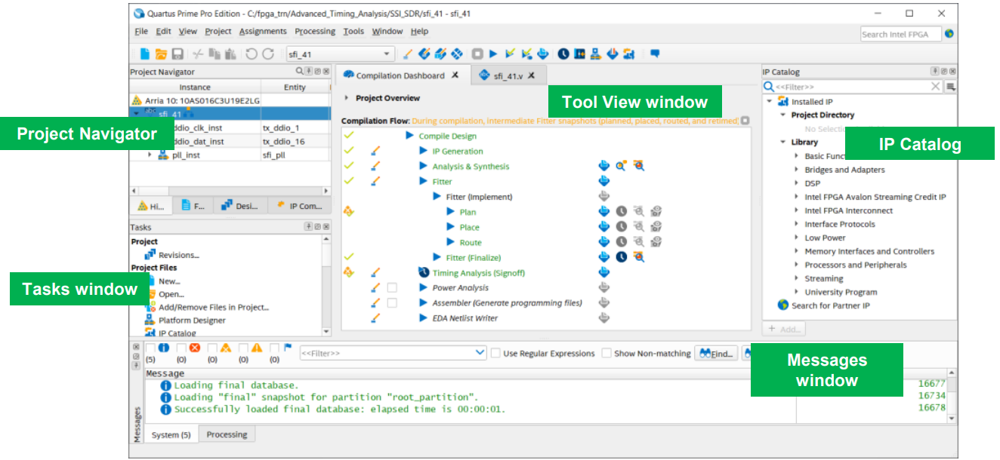 Quartus Prime Pro Edition - C:/fpga_trn/Advanced_Timing_Analysis/SSI_SDR/sfi_41 - sfi_41
File Edit View Project Assignments Processing Tools Window Help
Search Intel FPGA
sfi_41
Project Navigator
Instance Entity
Arria 10: 10AS016C3U19E2LG
sfi_41
ddio_clk_inst tx_ddio_1
ddio_dat_inst tx_ddio_16
pll_inst sfi_pll
Hi... F... Desi... IP Com...
Project Navigator
Tasks
Project
Revisions...
Project Files
New...
Open...
Add/Remove Files in Project...
Platform Designer
IP Catalog
Tasks window
Compilation Dashboard X sfi_41.v X
Project Overview
Tool View window
Compilation Flow: During compilation, intermediate Fitter snapshots (planned, placed, routed, and retimed)
Compile Design
IP Generation
Analysis & Synthesis
Fitter
Fitter (Implement)
Plan
Place
Route
Fitter (Finalize)
Timing Analysis (Signoff)
Power Analysis
Assembler (Generate programming files)
EDA Netlist Writer
IP Catalog
<<Filter>>
Installed IP
Project Directory
No Selecti
Library
Basic Func
Bridges and Adapters
DSP
Intel FPGA Avalon Streaming Credit IP
Intel FPGA Interconnect
Interface Protocols
Low Power
Memory Interfaces and Controllers
Processors and Peripherals
Streaming
University Program
Search for Partner IP
+ Add...
IP Catalog
(5) (0) (0) (0) (0)
<<Filter>>
Use Regular Expressions Show Non-matching Find...
Messages
window
Message
Loading final database. 16677
Loading "final" snapshot for partition "root_partition". 16734
Successfully loaded final database: elapsed time is 00:00:01. 16678
Messages
System (5) Processing